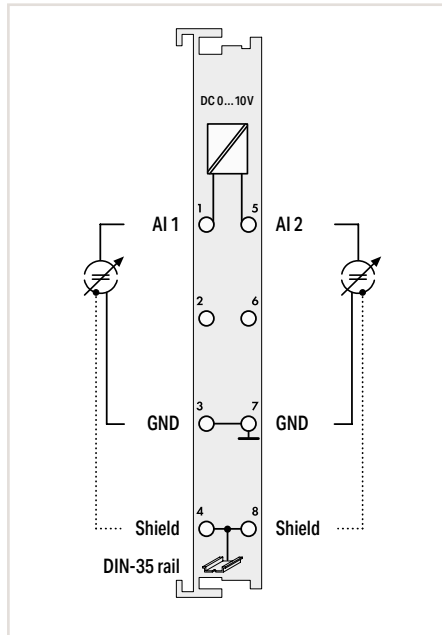 DC 0...10V
1 5
AI 1 AI 2
2 6
3 7
GND GND
4 8
Shield Shield
DIN-35 rail